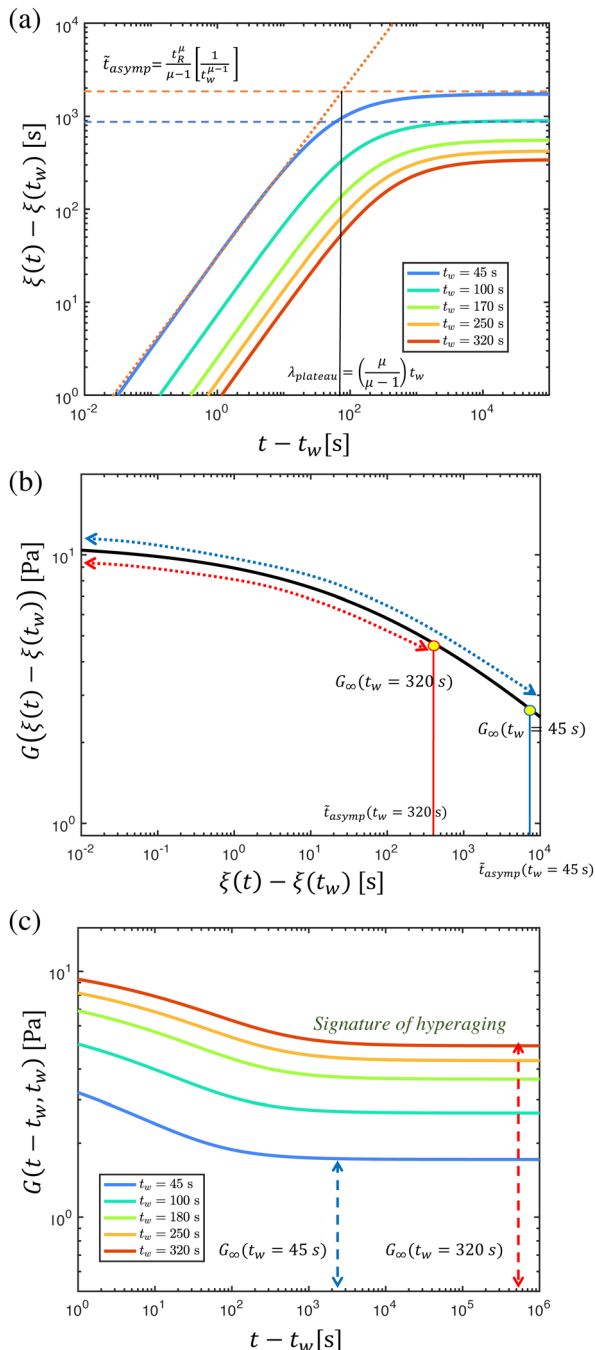 (a)
10^4
t̃_asymp = t_R^μ / (μ−1) [1 / t_w^(μ−1)]
10^3
ξ(t) − ξ(t_w) [s]
10^2
t_w = 45 s
t_w = 100 s
10^1
t_w = 170 s
t_w = 250 s
t_w = 320 s
λ_plateau = (μ / (μ − 1)) t_w
10^0
10^-2 10^0 10^2 10^4
t − t_w[s]
(b)
10^1
G(ξ(t) − ξ(t_w)) [Pa]
G_∞(t_w = 320 s)
G_∞(t_w = 45 s)
t̃_asymp(t_w = 320 s)
10^0
10^-2 10^-1 10^0 10^1 10^2 10^3 10^4
t̃_asymp(t_w = 45 s)
ξ(t) − ξ(t_w) [s]
(c)
10^1
Signature of hyperaging
G(t − t_w, t_w) [Pa]
t_w = 45 s
t_w = 100 s
10^0
t_w = 180 s
t_w = 250 s
t_w = 320 s
G_∞(t_w = 45 s)
G_∞(t_w = 320 s)
10^0 10^1 10^2 10^3 10^4 10^5 10^6
t − t_w[s]